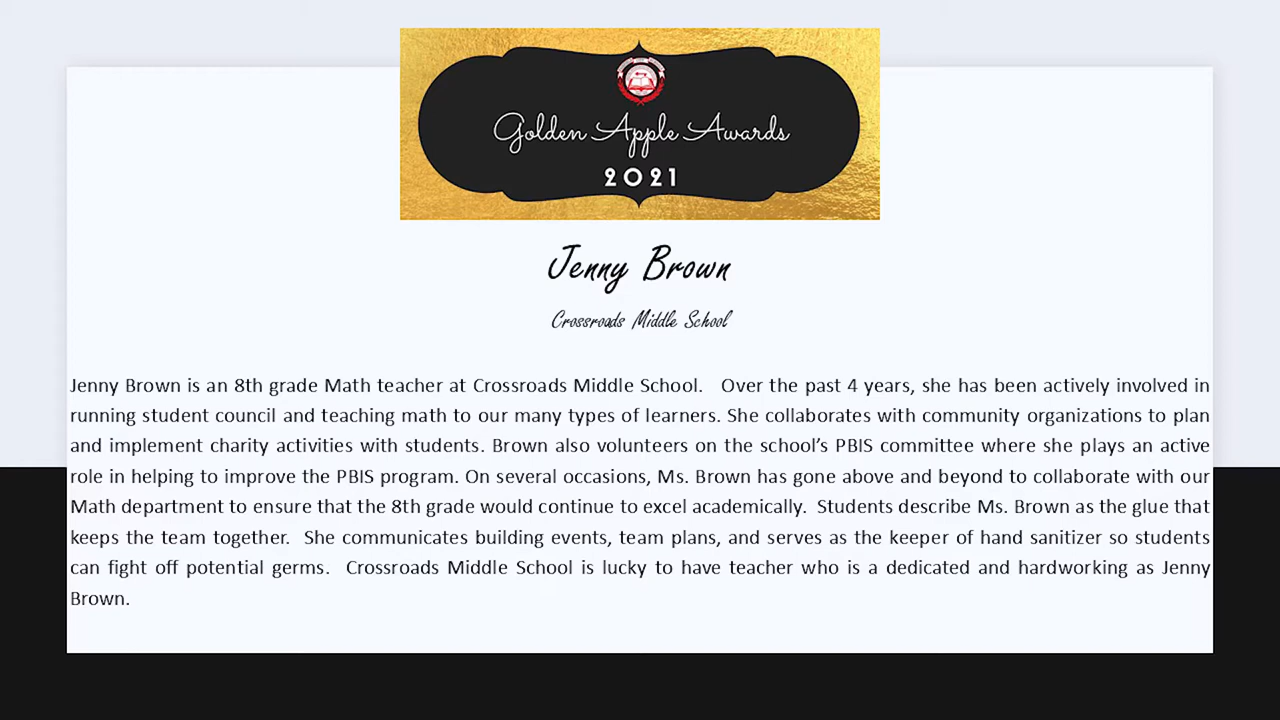 Golden Apple Awards
2021
Jenny Brown
Crossroads Middle School
Jenny Brown is an 8th grade Math teacher at Crossroads Middle School.   Over the past 4 years, she has been actively involved in
running student council and teaching math to our many types of learners. She collaborates with community organizations to plan
and implement charity activities with students. Brown also volunteers on the school’s PBIS committee where she plays an active
role in helping to improve the PBIS program. On several occasions, Ms. Brown has gone above and beyond to collaborate with our
Math department to ensure that the 8th grade would continue to excel academically.  Students describe Ms. Brown as the glue that
keeps the team together.  She communicates building events, team plans, and serves as the keeper of hand sanitizer so students
can fight off potential germs.  Crossroads Middle School is lucky to have teacher who is a dedicated and hardworking as Jenny
Brown.